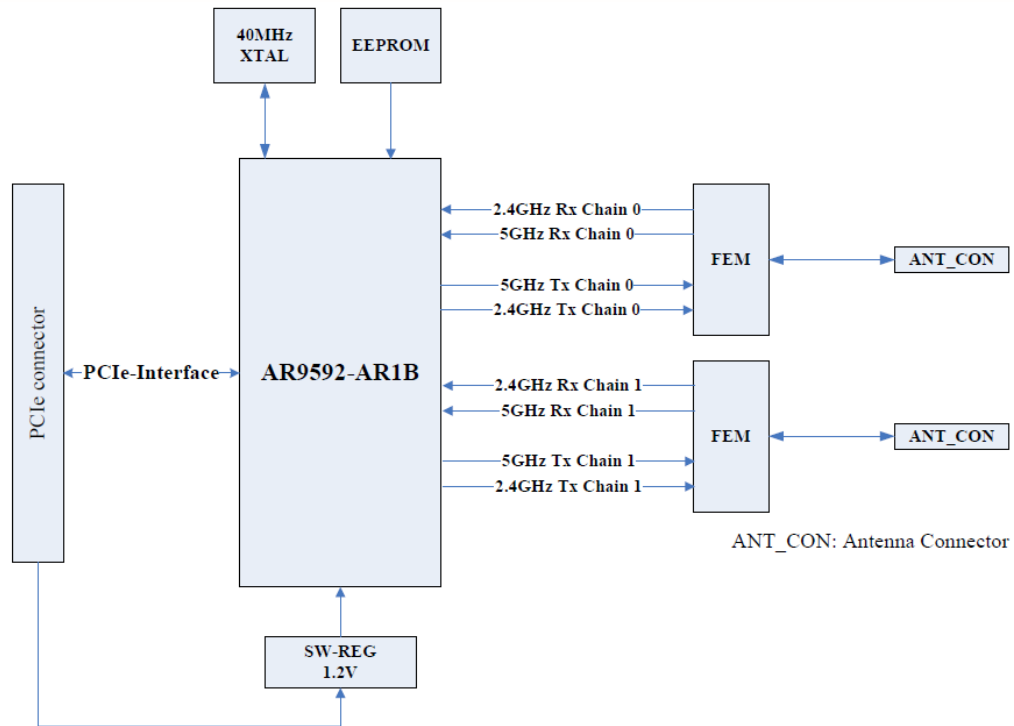 40MHz
XTAL
EEPROM
2.4GHz Rx Chain 0
5GHz Rx Chain 0
5GHz Tx Chain 0
2.4GHz Tx Chain 0
FEM
ANT_CON
PCIe connector
PCIe-Interface
AR9592-AR1B
2.4GHz Rx Chain 1
5GHz Rx Chain 1
5GHz Tx Chain 1
2.4GHz Tx Chain 1
FEM
ANT_CON
ANT_CON: Antenna Connector
SW-REG
1.2V